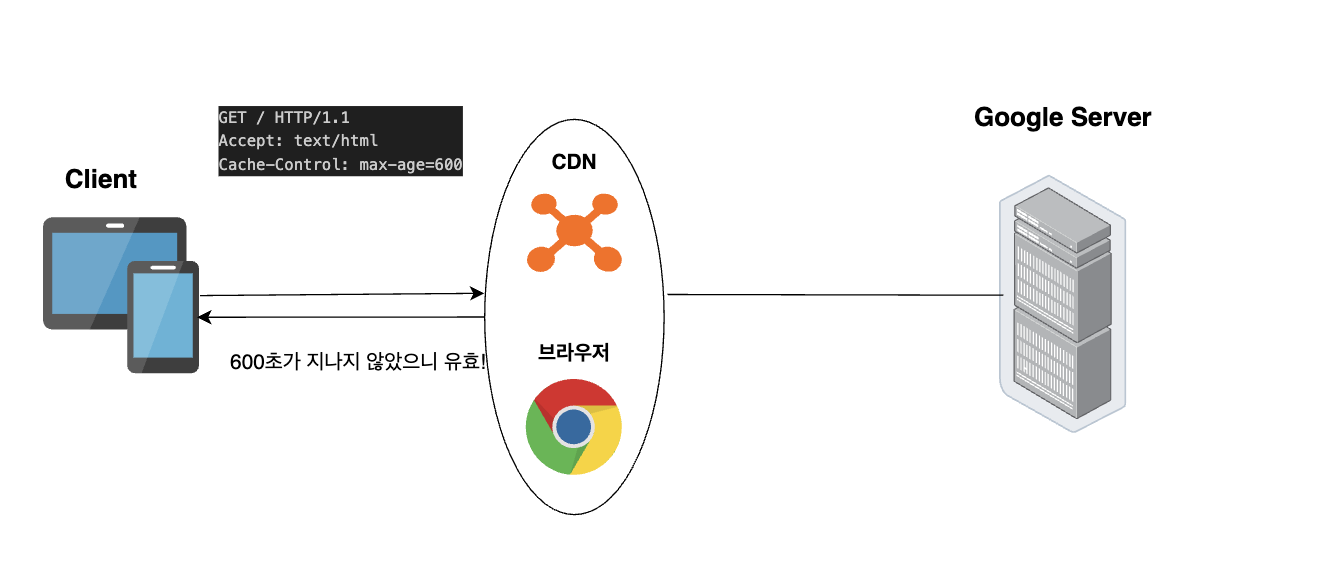 GET / HTTP/1.1
Accept: text/html
Cache-Control: max-age=600
Google Server
CDN
Client
600초가 지나지 않았으니 유효!
브라우저